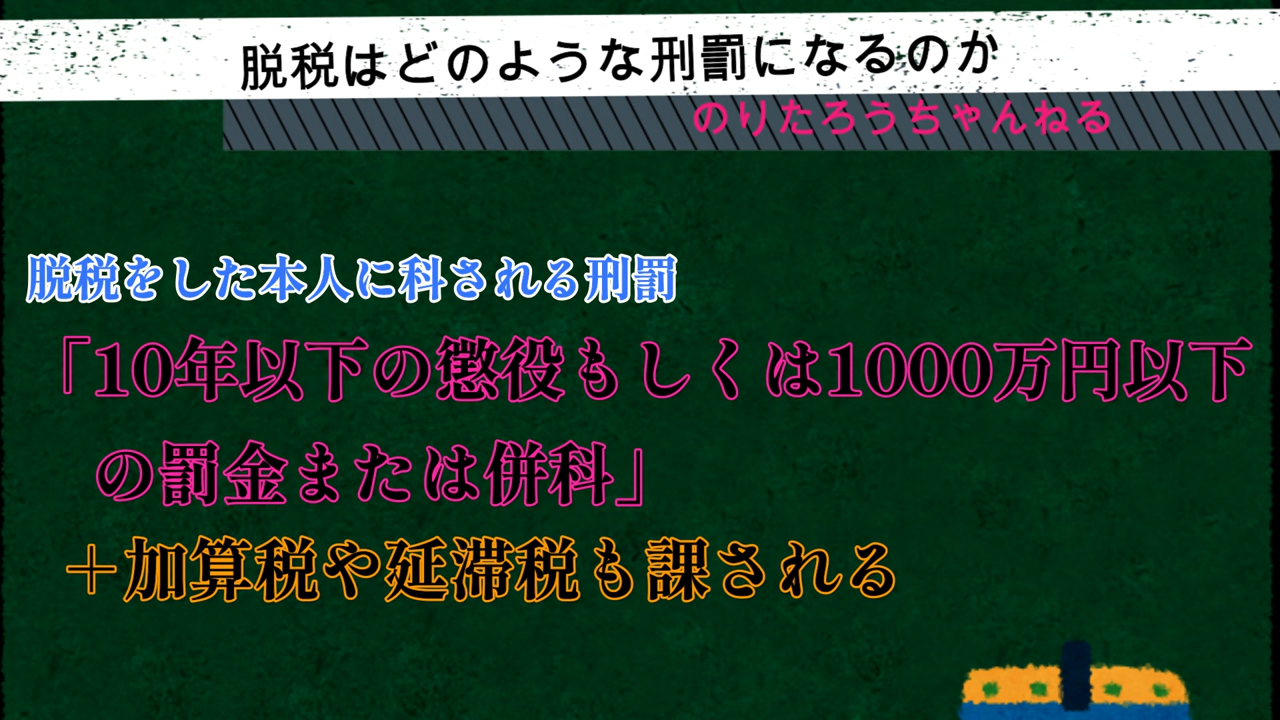 脱税はどのような刑罰になるのか
のりたろうちゃんねる
脱税をした本人に科される刑罰
「10年以下の懲役もしくは1000万円以下
の罰金または併科」
＋加算税や延滞税も課される